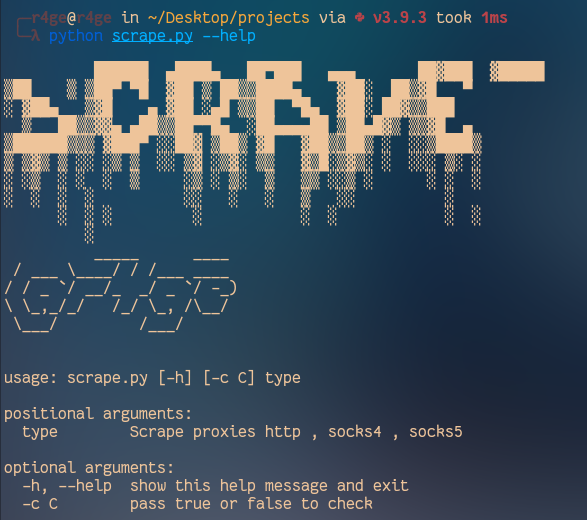 r4ge@r4ge in ~/Desktop/projects via v3.9.3 took 1ms
λ python scrape.py --help
@r4ge
usage: scrape.py [-h] [-c C] type
positional arguments:
type Scrape proxies http , socks4 , socks5
optional arguments:
-h, --help show this help message and exit
-c C pass true or false to check